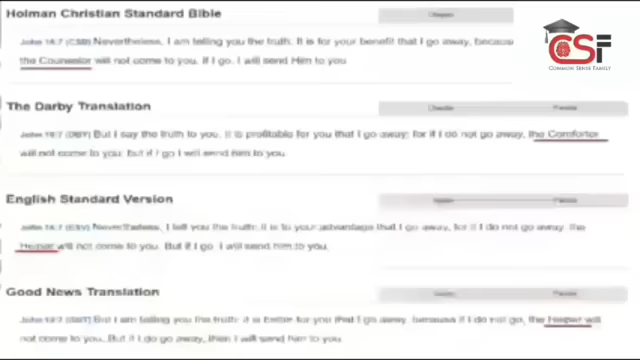 Holman Christian Standard Bible
John 16:7 (CSB) Nevertheless, I am telling you the truth. It is for your benefit that I go away, because
the Counselor will not come to you. If I go, I will send Him to you
CSF
COMMON SENSE FAMILY
The Darby Translation
John 16:7 (DBT) But I say the truth to you, It is profitable for you that I go away; for if I do not go away, the Comforter
will not come to you; but if I go I will send him to you.
English Standard Version
John 16:7 (ESV) Nevertheless, I tell you the truth: it is to your advantage that I go away, for if I do not go away, the
Helper will not come to you. But if I go, I will send him to you.
Good News Translation
John 16:7 But I am telling you the truth: it is better for you that I go away, because if I do not go, the Helper will
not come to you. But if I do go away, then I will send him to you.